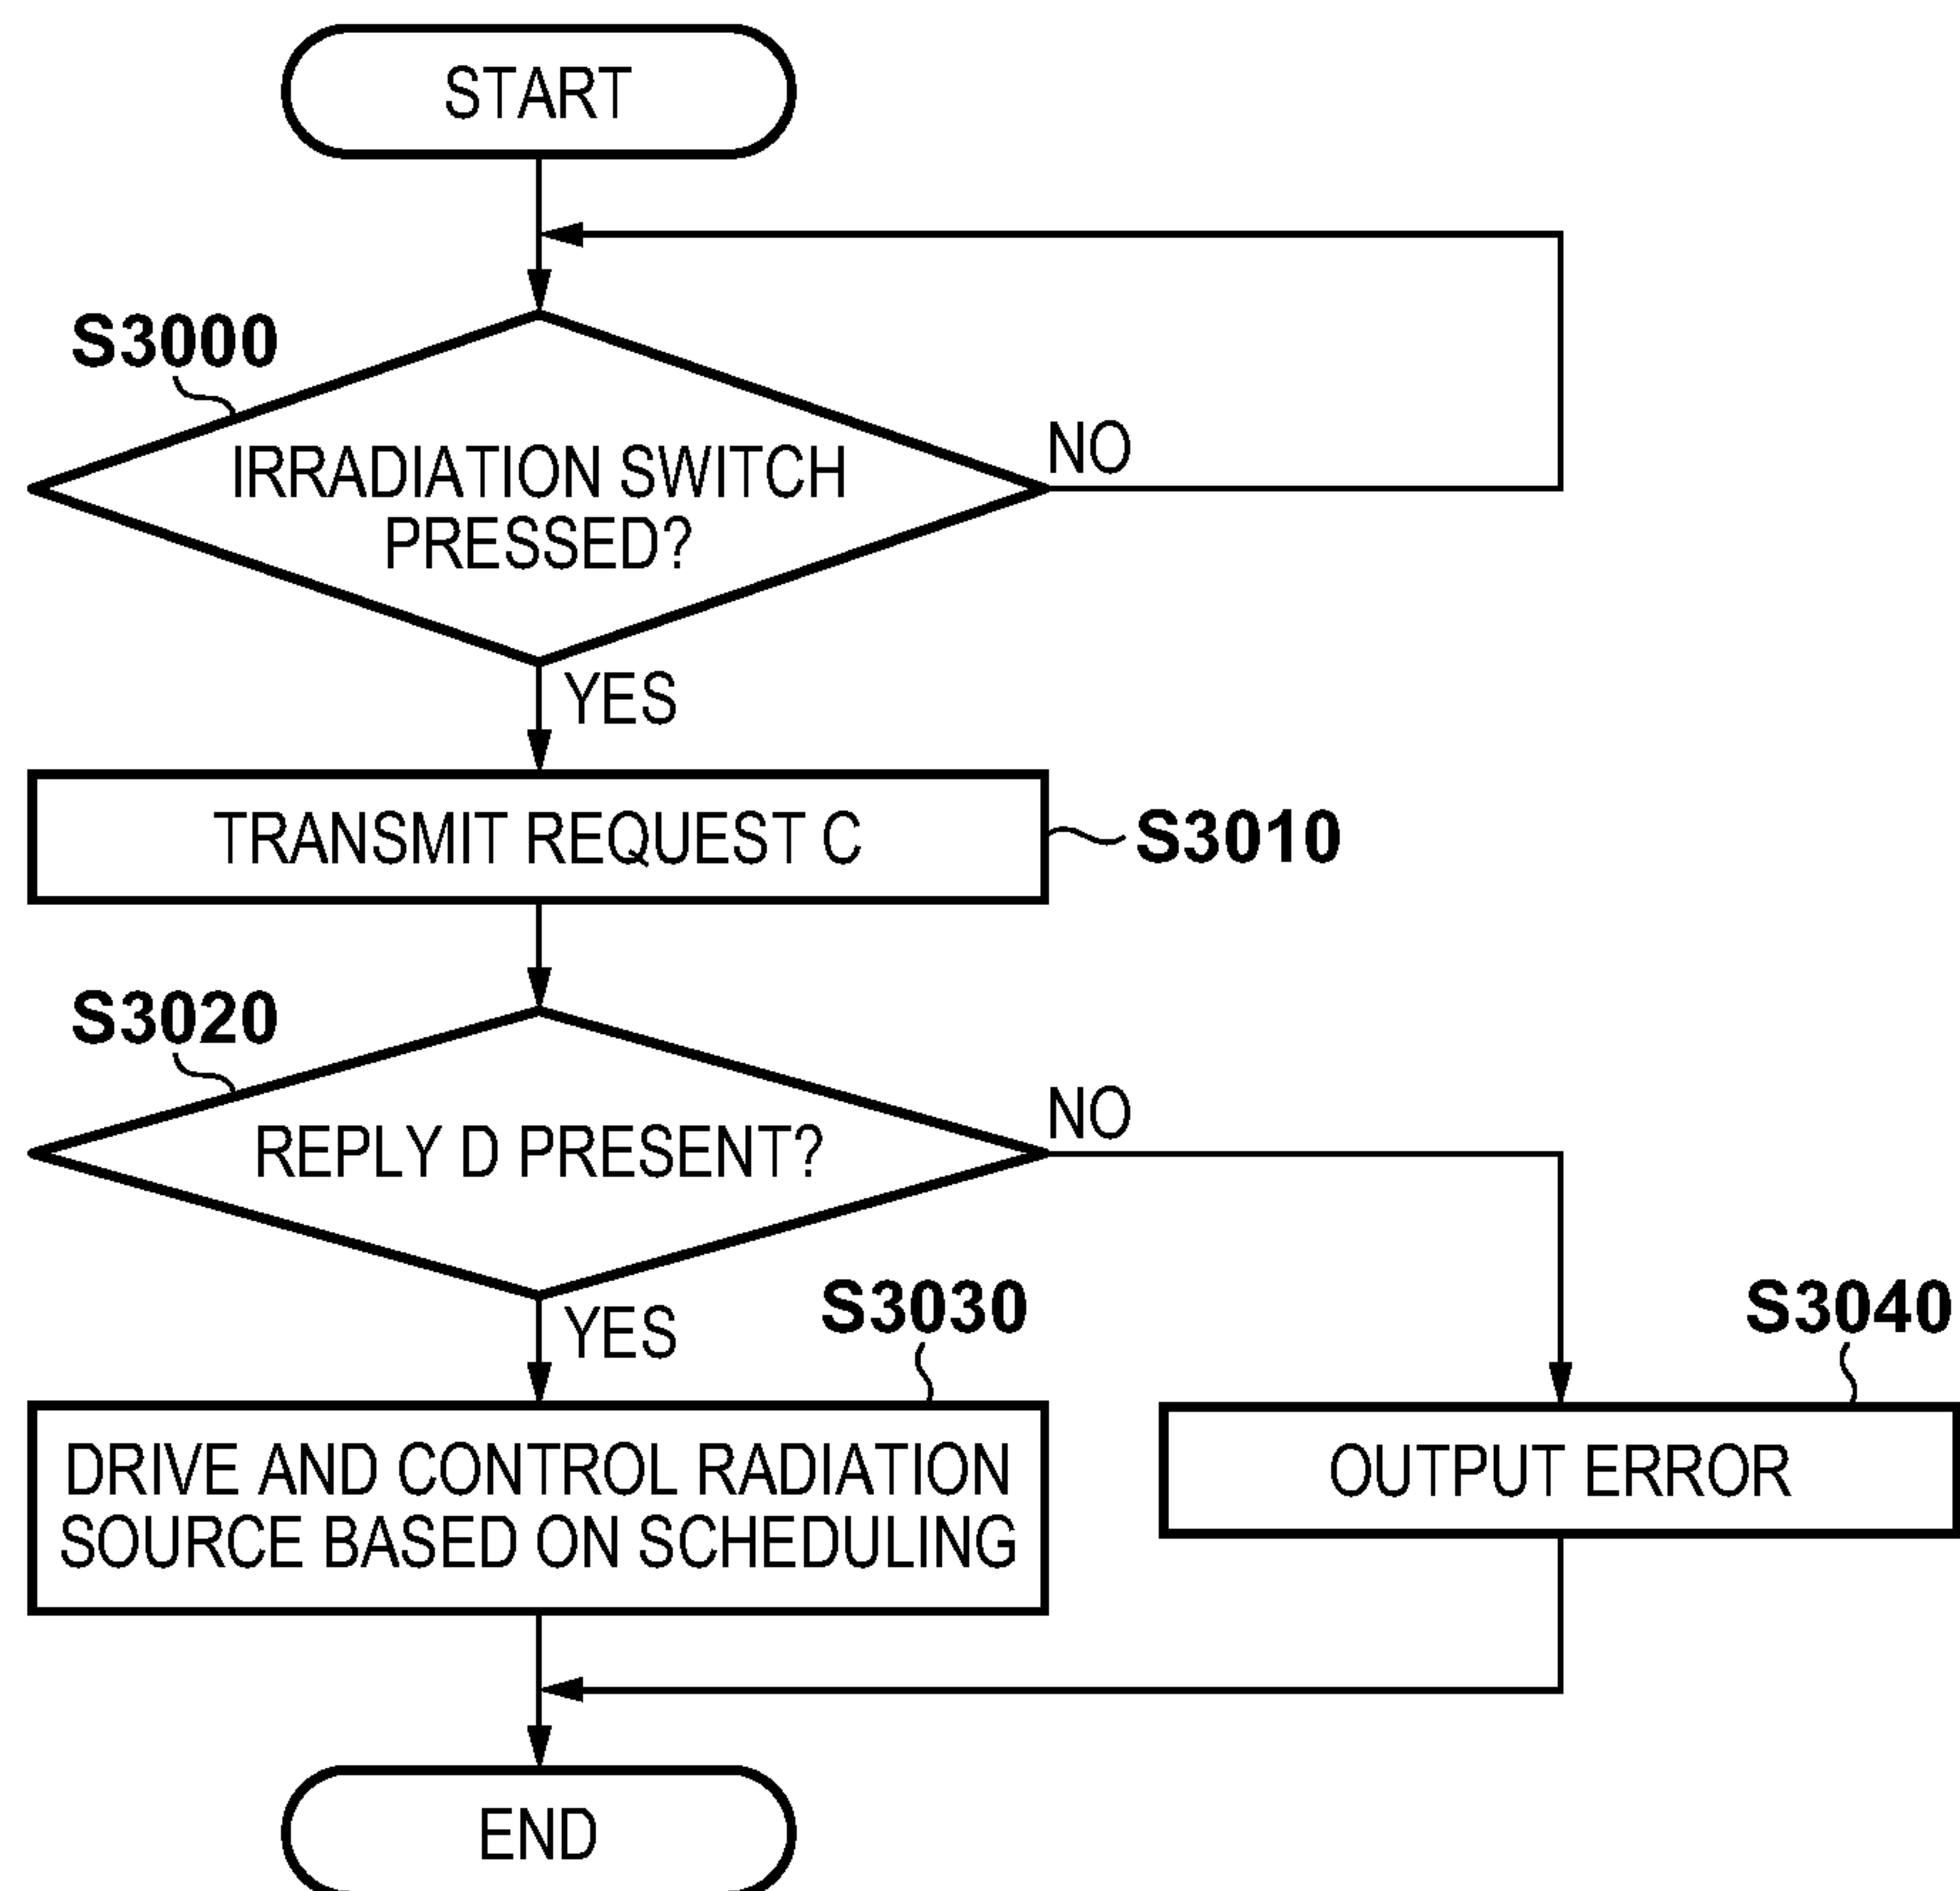 START
S3000
IRRADIATION SWITCH
PRESSED?
NO
YES
TRANSMIT REQUEST C
S3010
S3020
REPLY D PRESENT?
NO
YES
S3030
S3040
DRIVE AND CONTROL RADIATION
SOURCE BASED ON SCHEDULING
OUTPUT ERROR
END